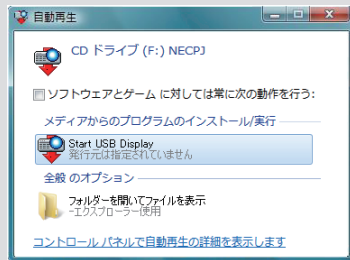 自動再生
CD ドライブ (F:) NECPJ
ソフトウェアとゲーム に対しては常に次の動作を行う:
メディアからのプログラムのインストール/実行
Start USB Display
発行元は指定されていません
全般 のオプション
フォルダーを開いてファイルを表示
-エクスプローラー使用
コントロール パネルで自動再生の詳細を表示します